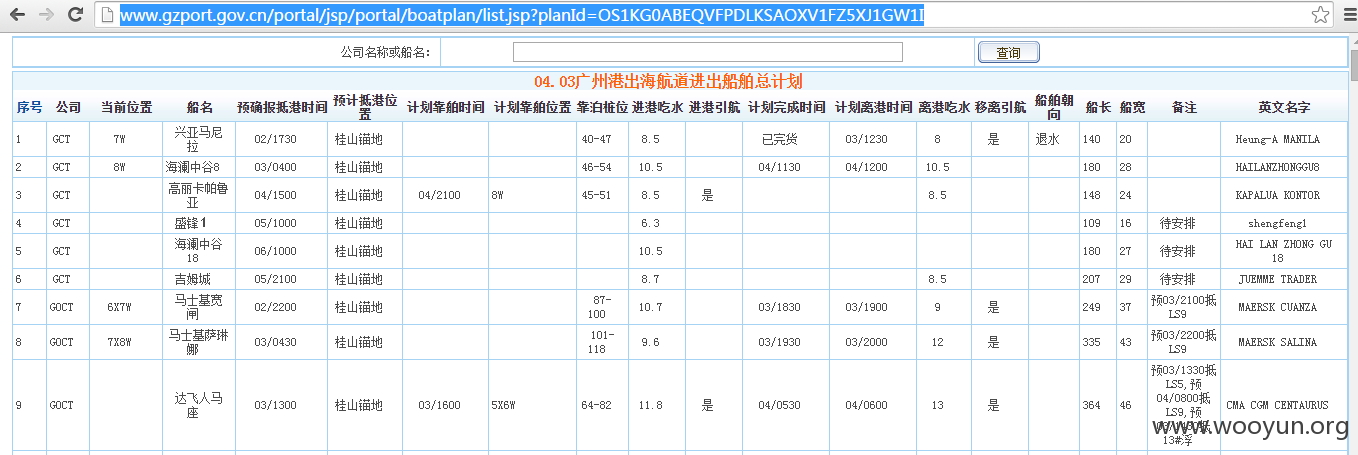 www.gzport.gov.cn/portal/jsp/portal/boatplan/list.jsp?planId=OS1KG0ABEQVFPDLKSAOXV1FZ5XJ1GW1I
公司名称或船名: 查询
04.03广州港出海航道进出船舶总计划
序号 公司 当前位置 船名 预确报抵港时间 预计抵港位置 计划靠舶时间 计划靠舶位置 靠泊桩位 进港吃水 进港引航 计划完成时间 计划离港时间 离港吃水 移离引航 船舶朝向 船长 船宽 备注 英文名字
1 GCT 7W 兴亚马尼拉 02/1730 桂山锚地 40-47 8.5 已完货 03/1230 8 是 退水 140 20 Heung-A MANILA
2 GCT 8W 海澜中谷8 03/0400 桂山锚地 46-54 10.5 04/1130 04/1200 10.5 180 28 HAILANZHONGGU8
3 GCT 高丽卡帕鲁亚 04/1500 桂山锚地 04/2100 8W 45-51 8.5 是 8.5 148 24 KAPALUA KONTOR
4 GCT 盛锋1 05/1000 桂山锚地 6.3 109 16 待安排 shengfeng1
5 GCT 海澜中谷18 06/1000 桂山锚地 10.5 180 27 待安排 HAI LAN ZHONG GU 18
6 GCT 吉姆城 05/2100 桂山锚地 8.7 8.5 207 29 待安排 JUEMME TRADER
7 GOCT 6X7W 马士基宽闸 02/2200 桂山锚地 87-100 10.7 03/1830 03/1900 9 是 249 37 预03/2100抵LS9 MAERSK CUANZA
8 GOCT 7X8W 马士基萨琳娜 03/0430 桂山锚地 101-118 9.6 03/1930 03/2000 12 是 335 43 预03/2200抵LS9 MAERSK SALINA
9 GOCT 达飞人马座 03/1300 桂山锚地 03/1600 5X6W 64-82 11.8 是 04/0530 04/0600 13 是 364 46 预03/1330抵LS5,预04/0800抵LS9,预 13#浮 CMA CGM CENTAURUS
www.wooyun.org